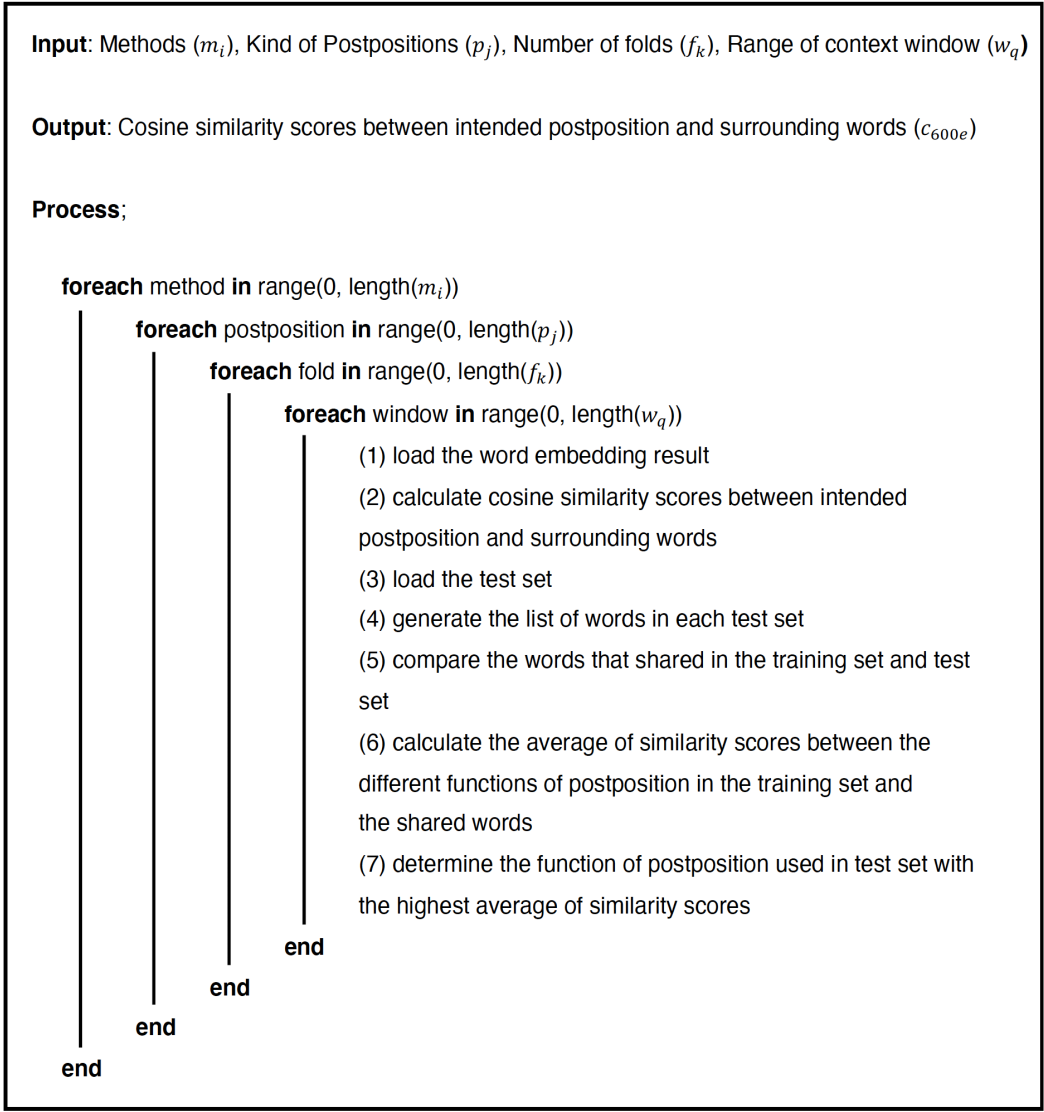 Input: Methods (mᵢ), Kind of Postpositions (pⱼ), Number of folds (fₖ), Range of context window (w_q)
Output: Cosine similarity scores between intended postposition and surrounding words (c₆₀₀ₑ)
Process;
foreach method in range(0, length(mᵢ))
foreach postposition in range(0, length(pⱼ))
foreach fold in range(0, length(fₖ))
foreach window in range(0, length(w_q))
(1) load the word embedding result
(2) calculate cosine similarity scores between intended
postposition and surrounding words
(3) load the test set
(4) generate the list of words in each test set
(5) compare the words that shared in the training set and test
set
(6) calculate the average of similarity scores between the
different functions of postposition in the training set and
the shared words
(7) determine the function of postposition used in test set with
the highest average of similarity scores
end
end
end
end